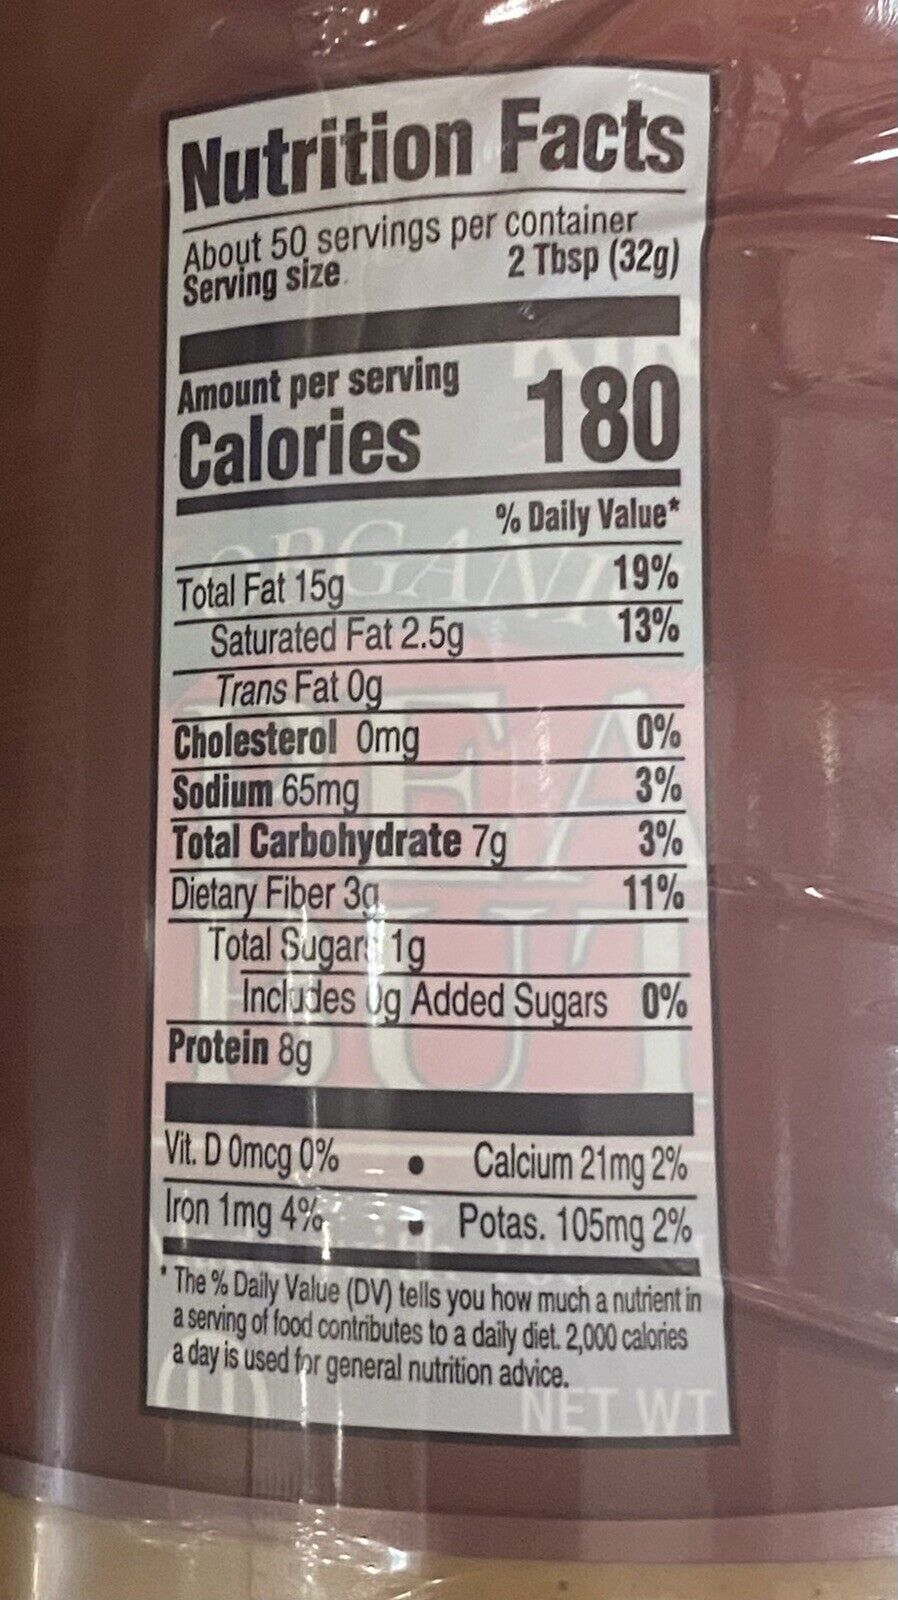 Nutrition Facts
About 50 servings per container
Serving size 2 Tbsp (32g)
Amount per serving
Calories 180
% Daily Value*
Total Fat 15g 19%
Saturated Fat 2.5g 13%
Trans Fat 0g
Cholesterol 0mg 0%
Sodium 65mg 3%
Total Carbohydrate 7g 3%
Dietary Fiber 3g 11%
Total Sugars 1g
Includes 0g Added Sugars 0%
Protein 8g
Vit. D 0mcg 0% • Calcium 21mg 2%
Iron 1mg 4% • Potas. 105mg 2%
* The % Daily Value (DV) tells you how much a nutrient in
a serving of food contributes to a daily diet. 2,000 calories
a day is used for general nutrition advice.
NET WT